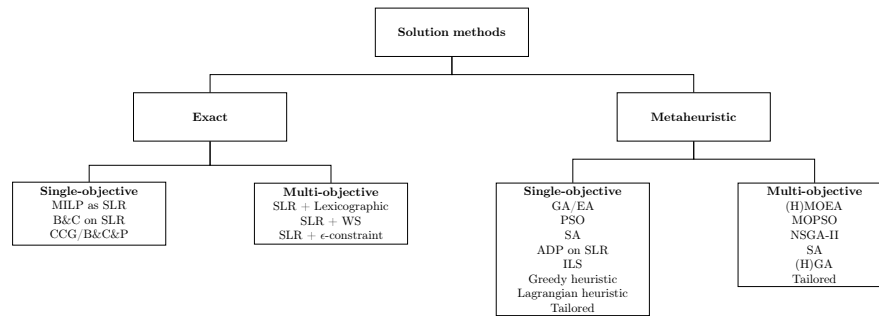 Solution methods
Exact
Metaheuristic
Single-objective
MILP as SLR
B&C on SLR
CCG/B&C&P
Multi-objective
SLR + Lexicographic
SLR + WS
SLR + ϵ-constraint
Single-objective
GA/EA
PSO
SA
ADP on SLR
ILS
Greedy heuristic
Lagrangian heuristic
Tailored
Multi-objective
(H)MOEA
MOPSO
NSGA-II
SA
(H)GA
Tailored